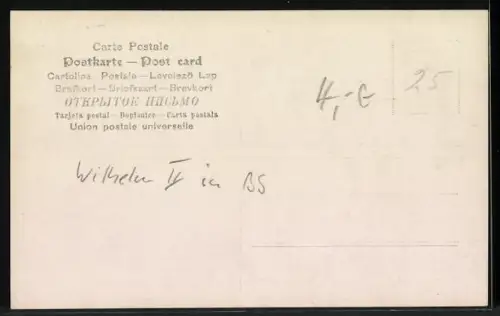 Carte Postale
Postkarte — Post card
Cartolina Postale — Levelező Lap
Brefkort — Briefkaart — Brevkort
ОТКРЫТОЕ ПИСЬМО
Tarjeta postal — Dopisnice — Carta postala
Union postale universelle
4,- €
25
Wilhelm II in BS